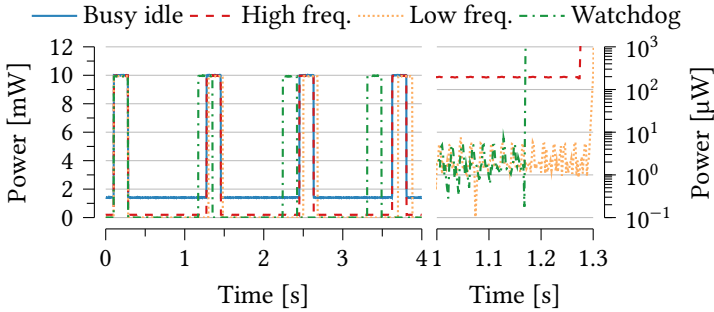 Busy idle High freq. Low freq. Watchdog
Power [mW]
12
10
8
6
4
2
0
0 1 2 3 4
Time [s]
1 1.1 1.2 1.3
Time [s]
10³
10²
10¹
10⁰
10⁻¹
Power [µW]